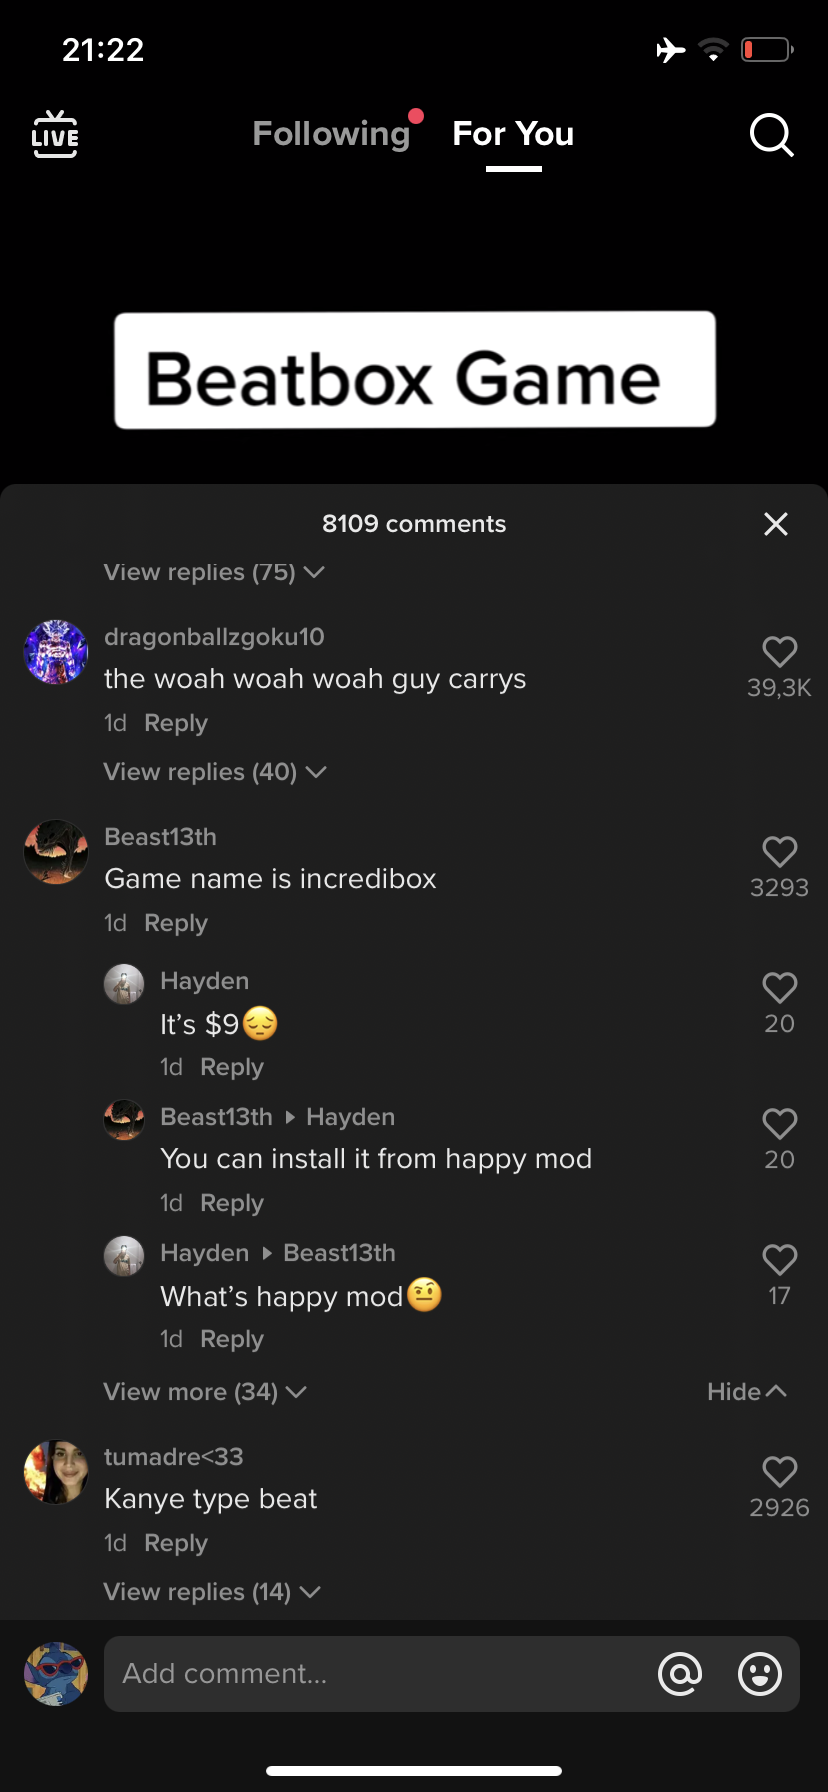 21:22
LIVE
Following
For You
Beatbox Game
8109 comments
View replies (75)
dragonballzgoku10
the woah woah woah guy carrys
39,3K
1d Reply
View replies (40)
Beast13th
Game name is incredibox
3293
1d Reply
Hayden
It's $9😔
20
1d Reply
Beast13th ▸ Hayden
You can install it from happy mod
20
1d Reply
Hayden ▸ Beast13th
What's happy mod🤨
17
1d Reply
View more (34)
Hide
tumadre<33
Kanye type beat
2926
1d Reply
View replies (14)
Add comment...